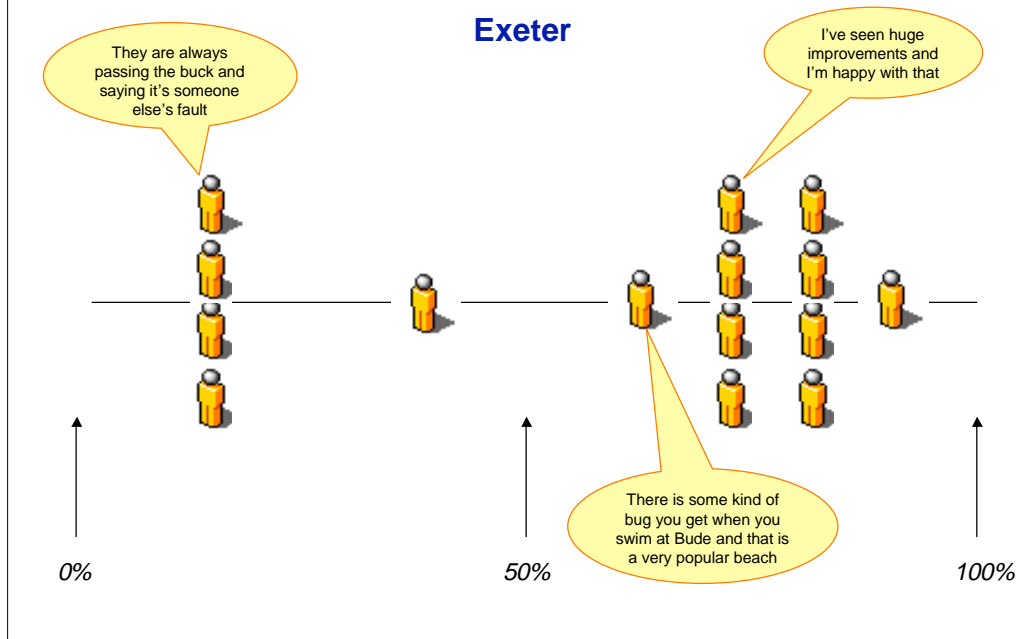 Exeter
They are always
passing the buck and
saying it’s someone
else’s fault
I’ve seen huge
improvements and
I’m happy with that
There is some kind of
bug you get when you
swim at Bude and that is
a very popular beach
0%
50%
100%